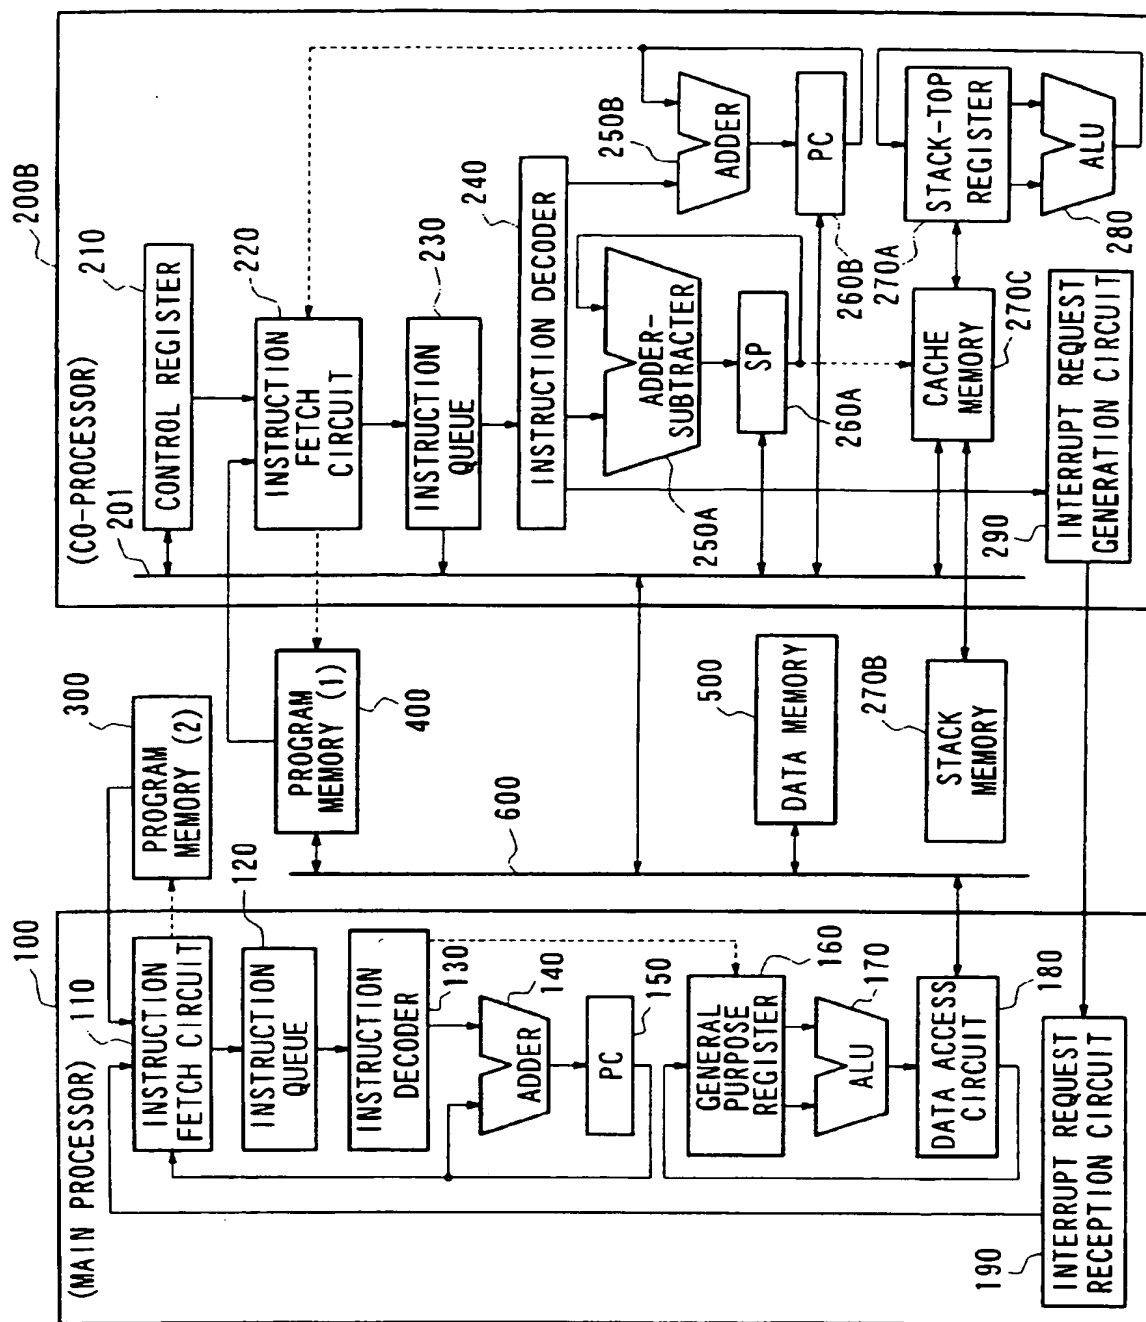 100
(MAIN PROCESSOR)
110
INSTRUCTION
FETCH CIRCUIT
120
INSTRUCTION
QUEUE
INSTRUCTION
DECODER
130
ADDER
140
PC
150
GENERAL
PURPOSE
REGISTER
160
ALU
170
DATA ACCESS
CIRCUIT
180
INTERRUPT REQUEST
RECEPTION CIRCUIT
190
300
PROGRAM
MEMORY (2)
PROGRAM
MEMORY (1)
400
600
500
DATA MEMORY
270B
STACK
MEMORY
200B
(CO-PROCESSOR)
201
210
CONTROL REGISTER
220
INSTRUCTION
FETCH
CIRCUIT
230
INSTRUCTION
QUEUE
240
INSTRUCTION DECODER
ADDER-
SUBTRACTER
250A
SP
260A
250B
ADDER
PC
260B
270A
STACK-TOP
REGISTER
ALU
280
CACHE
MEMORY
270C
290
INTERRUPT REQUEST
GENERATION CIRCUIT